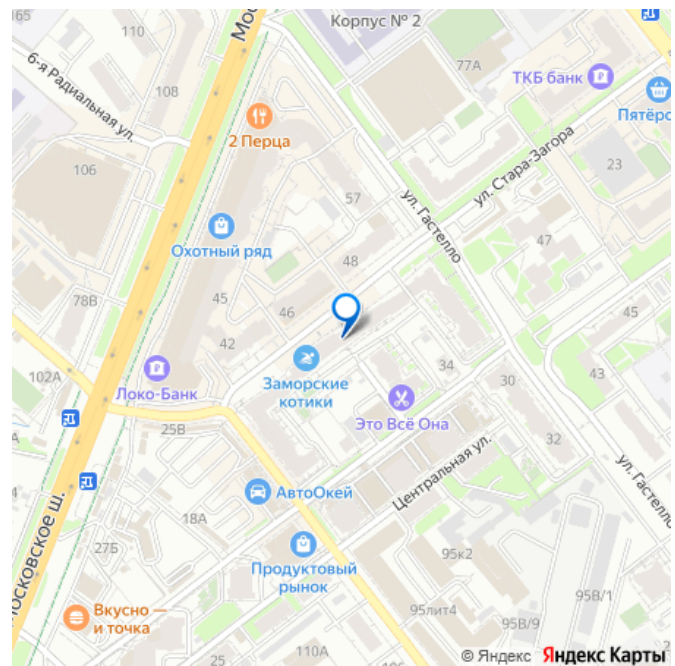 165
110
Мос
Корпус № 2
77А
ТКБ банк
Пятёро
6-я Радиальная ул.
108
2 Перца
ул. Стара-Загора
23
106
57
ул. Гастелло
Охотный ряд
48
47
45
46
45
78В
42
34
43
102А
Локо-Банк
Заморские
котики
30
25В
Это Всё Она
32
Центральная ул.
ул. Гастелло
АвтоОкей
18А
Московское ш.
27Б
Продуктовый
рынок
95к2
95В/1
Вкусно —
и точка
95лит4
95В/9
25
110А
© Яндекс Яндекс Карты